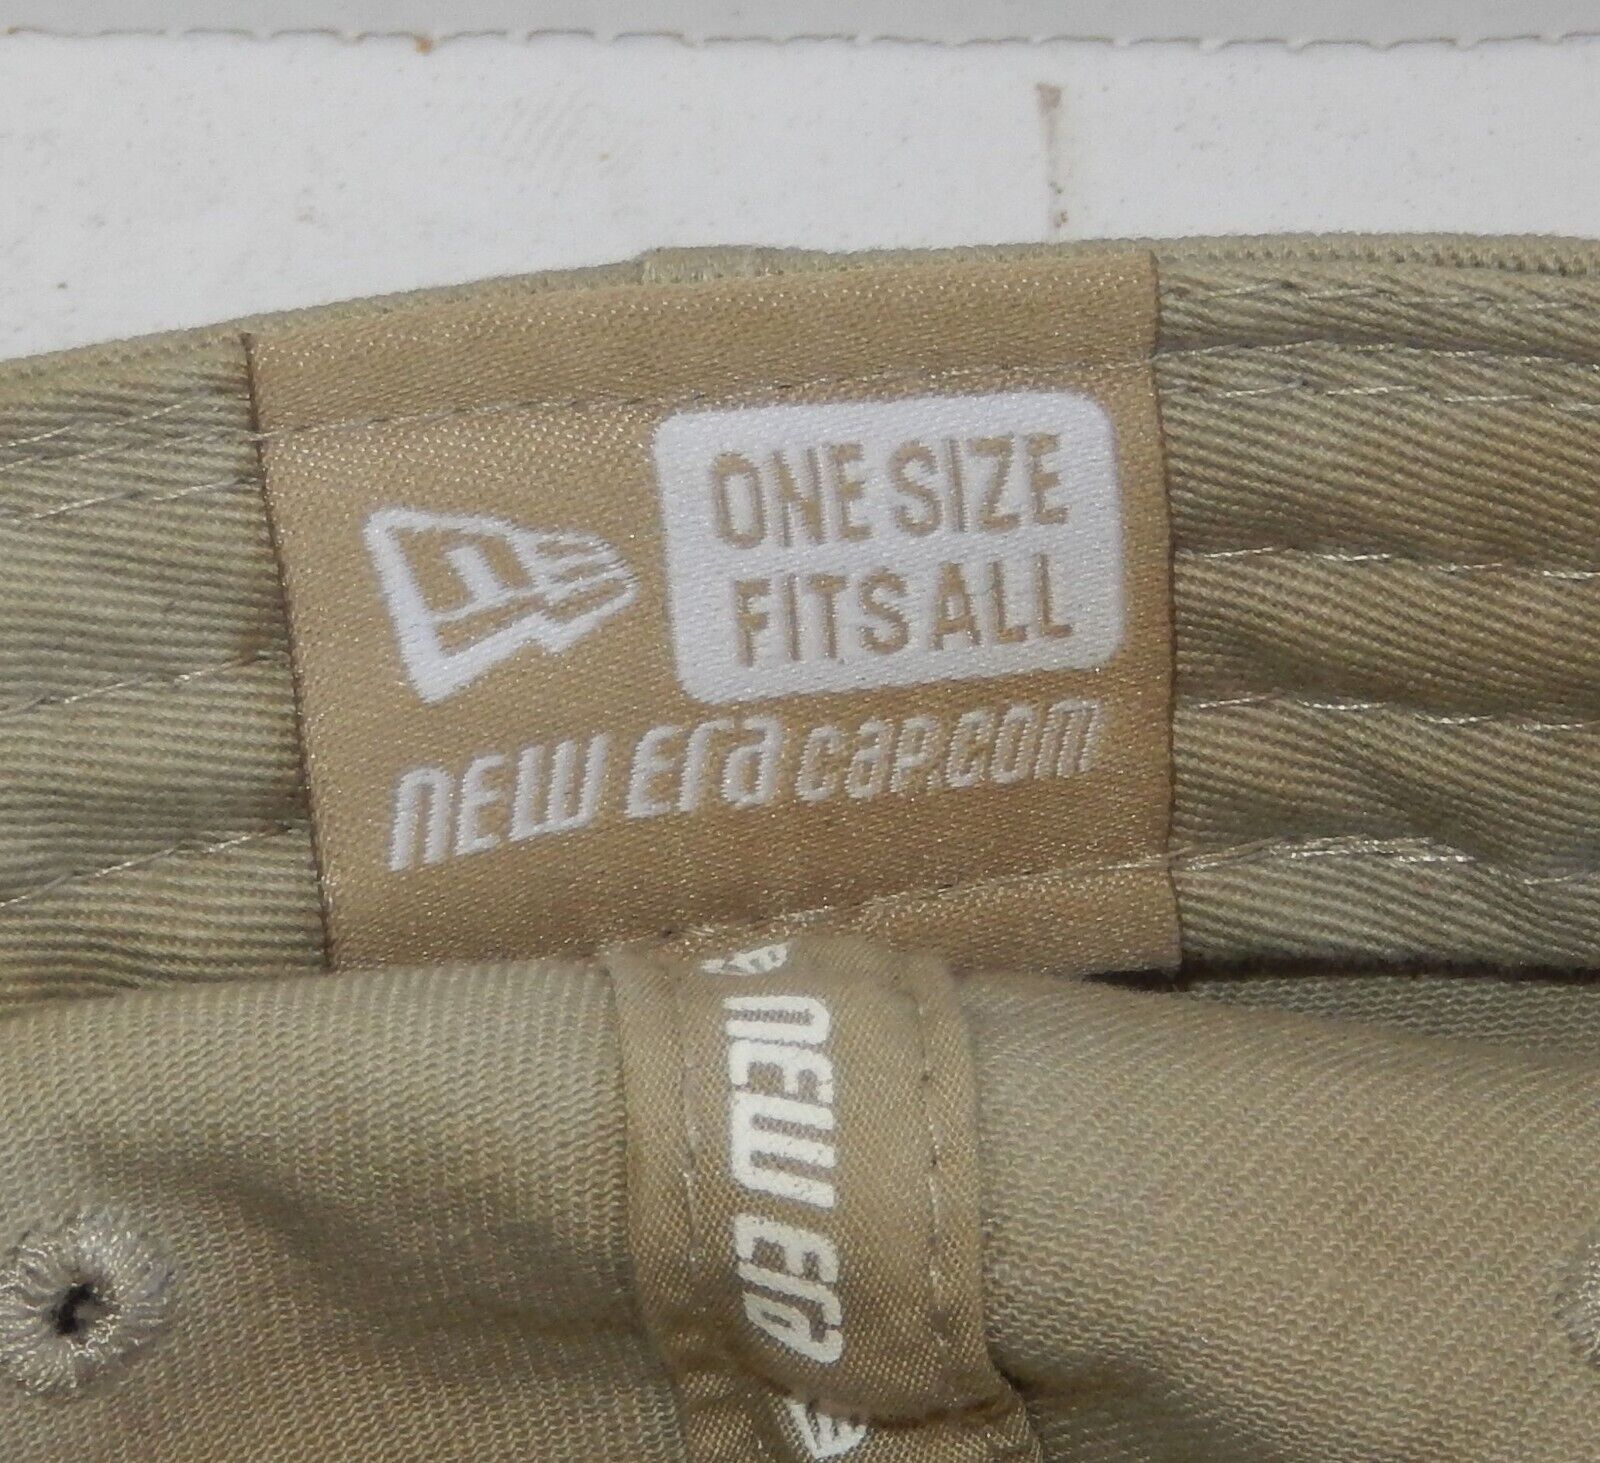 ONE SIZE
FITS ALL
NEW ERA CAP.COM
NEW ERA